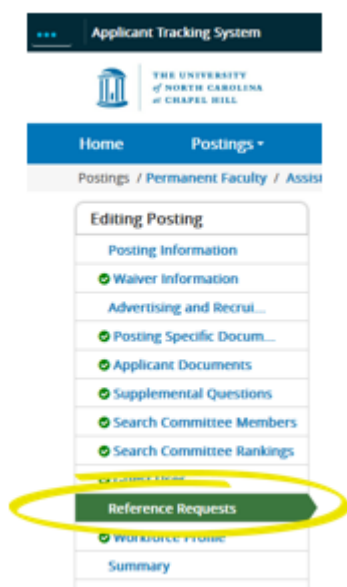 Applicant Tracking System
THE UNIVERSITY
of NORTH CAROLINA
at CHAPEL HILL
Home Postings
Postings / Permanent Faculty / Assis
Editing Posting
Posting Information
Waiver Information
Advertising and Recrui...
Posting Specific Docum...
Applicant Documents
Supplemental Questions
Search Committee Members
Search Committee Rankings
Guest User
Reference Requests
Workforce Profile
Summary